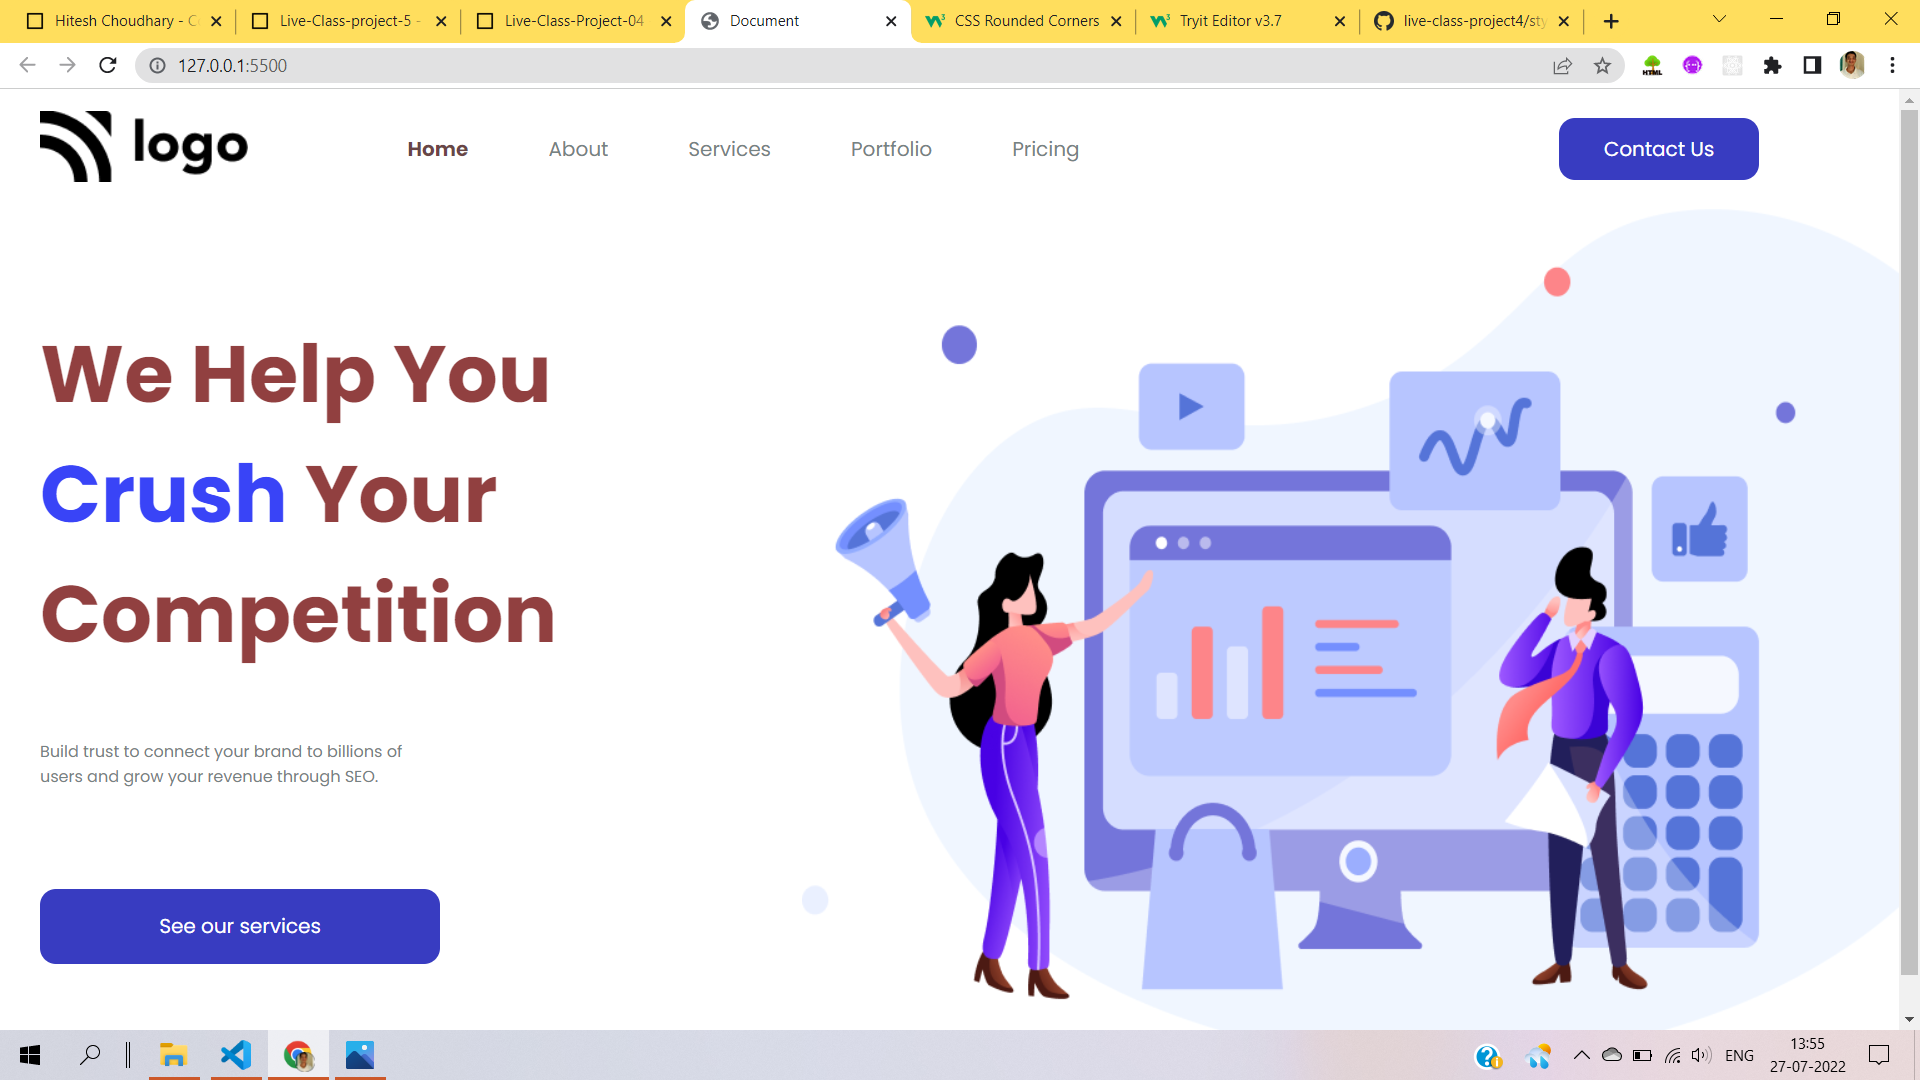 Hitesh Choudhary - C
Live-Class-project-5 -
Live-Class-Project-04
Document
CSS Rounded Corners
Tryit Editor v3.7
live-class-project4/sty
127.0.0.1:5500
HTML
logo
Home
About
Services
Portfolio
Pricing
Contact Us
We Help You
Crush Your
Competition
Build trust to connect your brand to billions of
users and grow your revenue through SEO.
See our services
ENG
13:55
27-07-2022